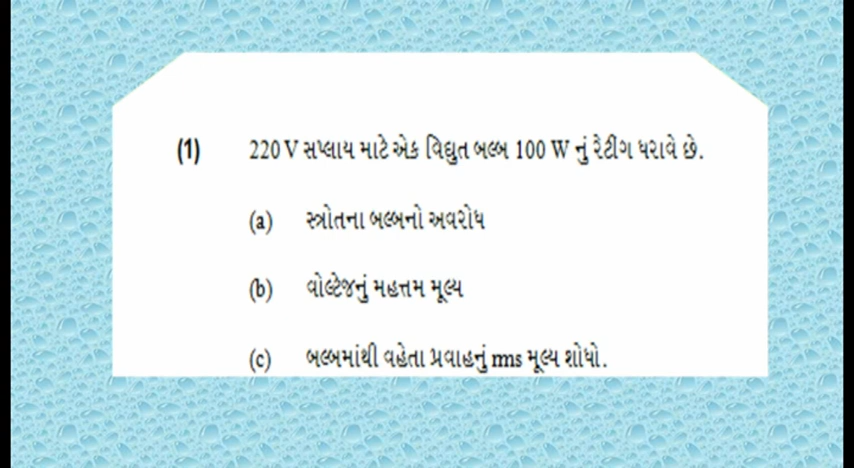 (1) 220 V સપ્લાય માટે એક વિદ્યુત બલ્બ 100 W નું રેટીંગ ધરાવે છે.
(a) સ્ત્રોતના બલ્બનો અવરોધ
(b) વોલ્ટેજનું મહત્તમ મૂલ્ય
(c) બલ્બમાંથી વહેતા પ્રવાહનું rms મૂલ્ય શોધો.